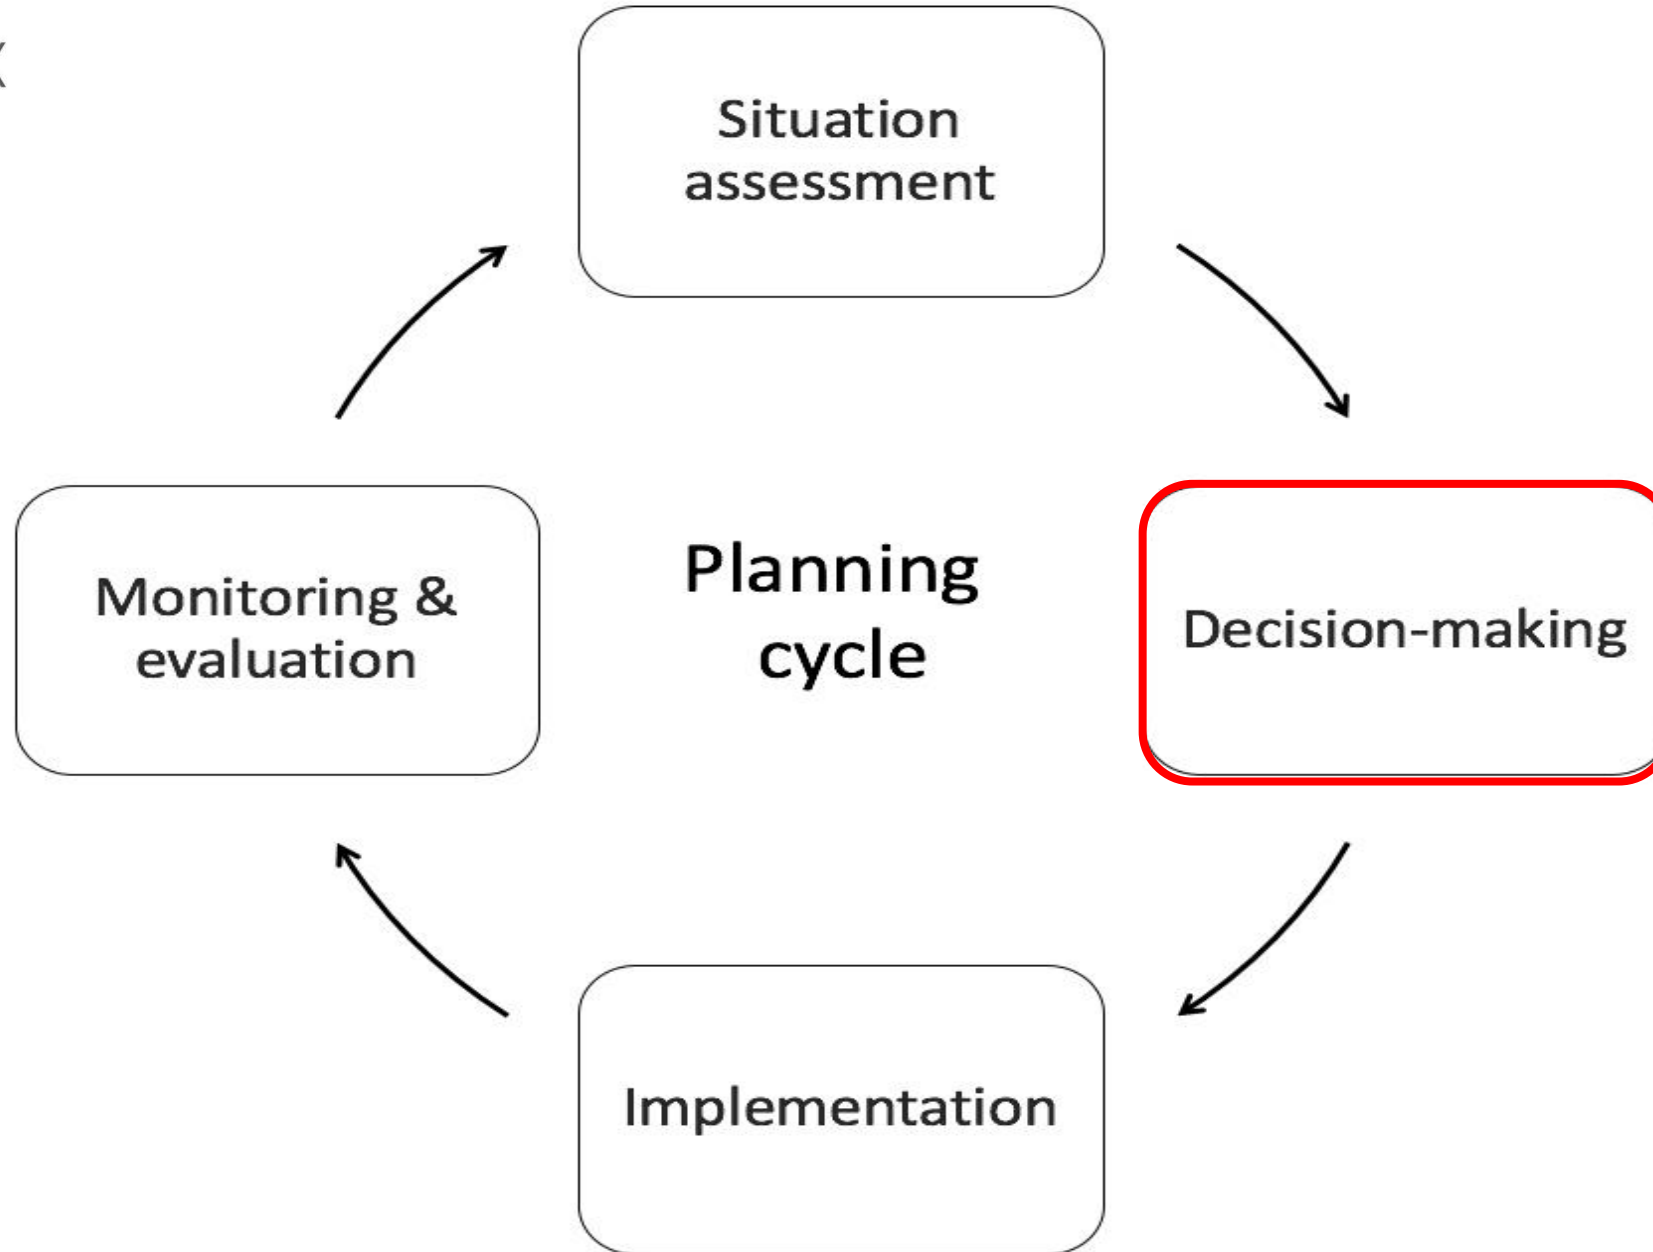 Situation
assessment
Monitoring &
evaluation
Planning
cycle
Decision-making
Implementation